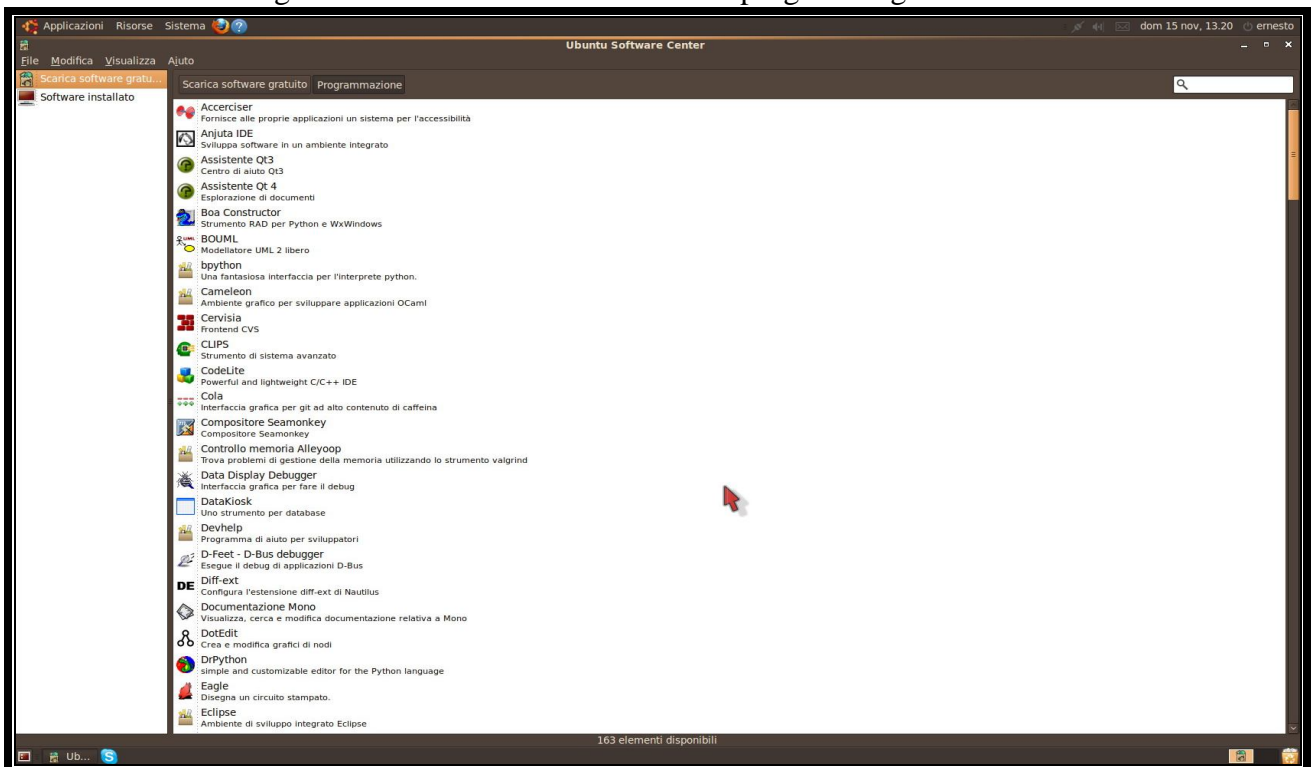 Applicazioni Risorse Sistema dom 15 nov, 13.20 ernesto
Ubuntu Software Center
File Modifica Visualizza Aiuto
Scarica software gratu...
Software installato
Scarica software gratuito Programmazione
Accerciser
Fornisce alle proprie applicazioni un sistema per l'accessibilità
Anjuta IDE
Sviluppa software in un ambiente integrato
Assistente Qt3
Centro di aiuto Qt3
Assistente Qt 4
Esplorazione di documenti
Boa Constructor
Strumento RAD per Python e WxWindows
BOUML
Modellatore UML 2 libero
bpython
Una fantasiosa interfaccia per l'interprete python.
Cameleon
Ambiente grafico per sviluppare applicazioni OCaml
Cervisia
Frontend CVS
CLIPS
Strumento di sistema avanzato
CodeLite
Powerful and lightweight C/C++ IDE
Cola
Interfaccia grafica per git ad alto contenuto di caffeina
Compositore Seamonkey
Compositore Seamonkey
Controllo memoria Alleyoop
Trova problemi di gestione della memoria utilizzando lo strumento valgrind
Data Display Debugger
Interfaccia grafica per fare il debug
DataKiosk
Uno strumento per database
Devhelp
Programma di aiuto per sviluppatori
D-Feet - D-Bus debugger
Esegue il debug di applicazioni D-Bus
DE
Diff-ext
Configura l'estensione diff-ext di Nautilus
Documentazione Mono
Visualizza, cerca e modifica documentazione relativa a Mono
DotEdit
Crea e modifica grafici di nodi
DrPython
simple and customizable editor for the Python language
Eagle
Disegna un circuito stampato.
Eclipse
Ambiente di sviluppo integrato Eclipse
163 elementi disponibili
Ub...